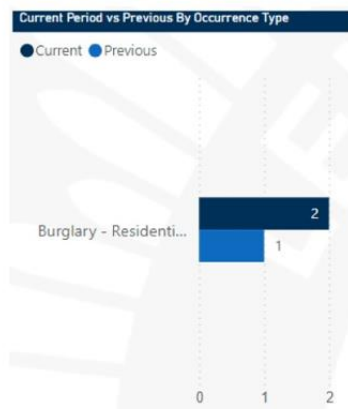 Current Period vs Previous By Occurrence Type
Current Previous
2
Burglary - Residenti...
1
0 1 2